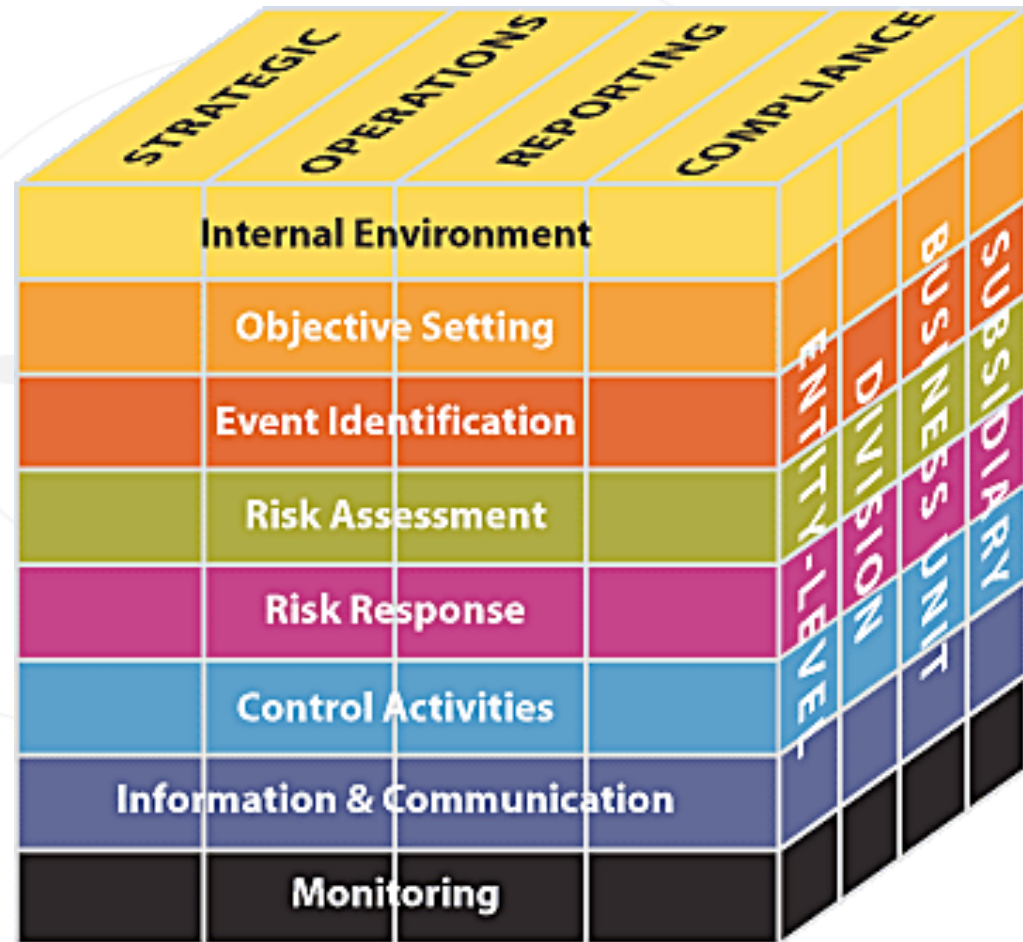 STRATEGIC
OPERATIONS
REPORTING
COMPLIANCE
Internal Environment
Objective Setting
Event Identification
Risk Assessment
Risk Response
Control Activities
Information & Communication
Monitoring
ENTITY-LEVEL
DIVISION
BUSINESS UNIT
SUBSIDIARY